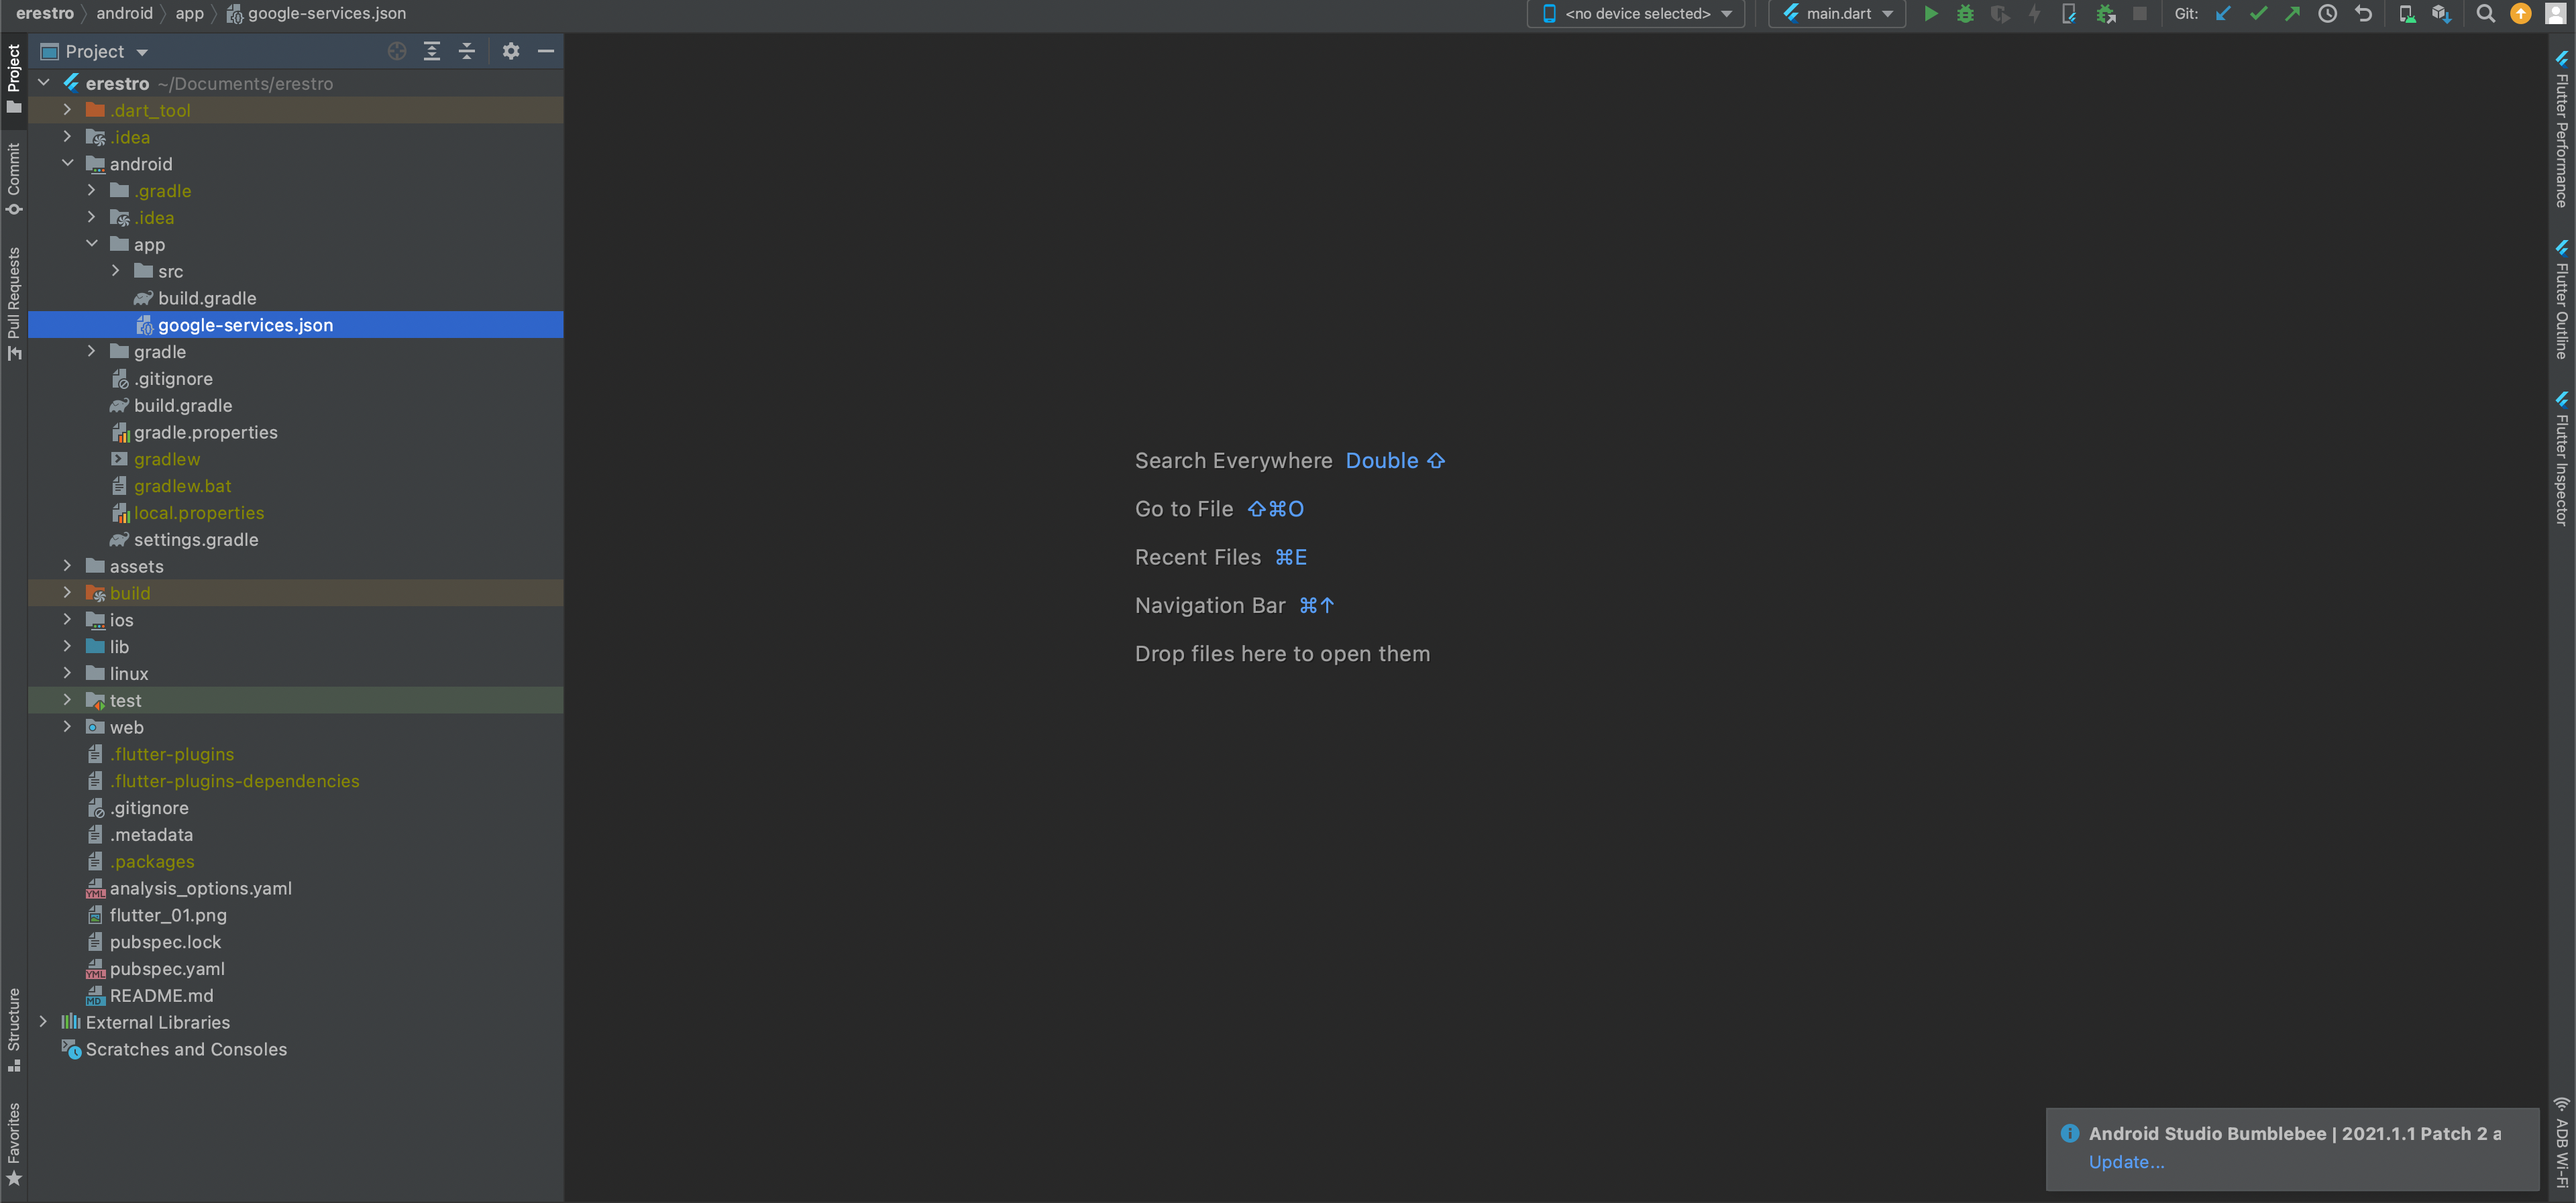 erestro android app google-services.json
<no device selected> main.dart Git:
Project
erestro ~/Documents/erestro
.dart_tool
.idea
android
.gradle
.idea
app
src
build.gradle
google-services.json
gradle
.gitignore
build.gradle
gradle.properties
gradlew
gradlew.bat
local.properties
settings.gradle
assets
build
ios
lib
linux
test
web
.flutter-plugins
.flutter-plugins-dependencies
.gitignore
.metadata
.packages
analysis_options.yaml
flutter_01.png
pubspec.lock
pubspec.yaml
README.md
External Libraries
Scratches and Consoles
Project
Commit
Pull Requests
Structure
Favorites
Search Everywhere Double ⇧
Go to File ⇧⌘O
Recent Files ⌘E
Navigation Bar ⌘↑
Drop files here to open them
Flutter Performance
Flutter Outline
Flutter Inspector
ADB Wi-Fi
Android Studio Bumblebee | 2021.1.1 Patch 2 a
Update...